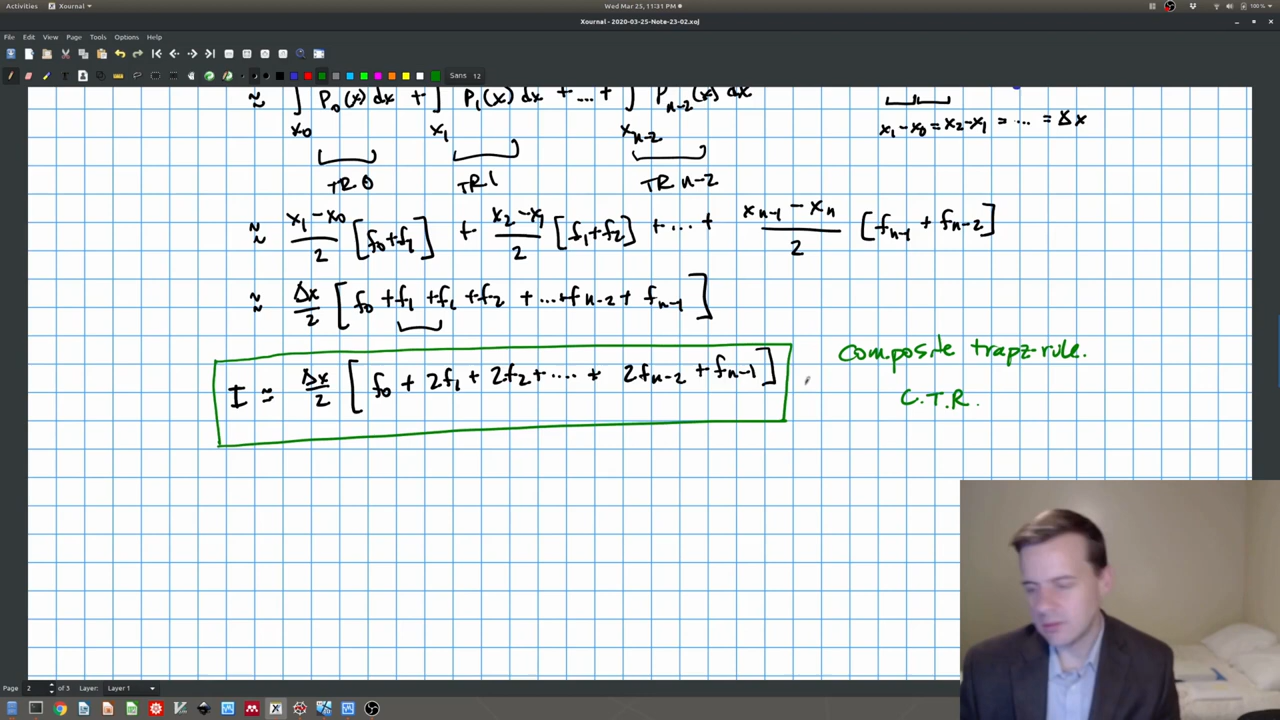 Activities Xournal Wed Mar 25, 11:31 PM 100 %
Xournal - 2020-03-25-Note-23-02.xoj
File Edit View Journal Tools Options Help
Sans 12
≈ ∫ P₀(x) dx + ∫ P₁(x) dx + ... + ∫ Pₙ₋₂(x) dx
x₀ x₁ xₙ₋₂
x₁-x₀ = x₂-x₁ = ... = Δx
TR 0 TR 1 TR n-2
≈ (x₁-x₀)/2 [f₀+f₁] + (x₂-x₁)/2 [f₁+f₂] + ... + (xₙ₋₁-xₙ)/2 [fₙ₋₁ + fₙ₋₂]
≈ Δx/2 [f₀ + f₁ + f₁ + f₂ + ...+ fₙ₋₂ + fₙ₋₁]
composite trapz-rule.
I ≅ Δx/2 [f₀ + 2f₁ + 2f₂ + .... + 2fₙ₋₂ + fₙ₋₁]
C.T.R.
Page 2 of 3 Layer: Layer 1